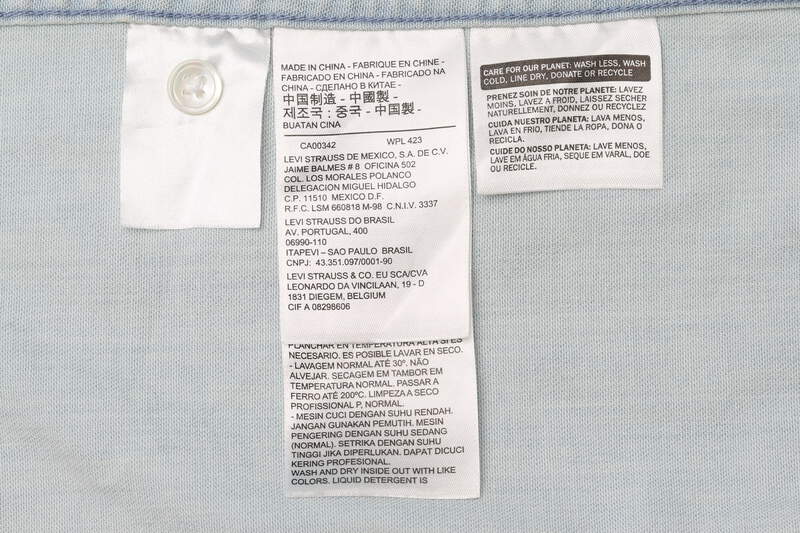 MADE IN CHINA - FABRIQUE EN CHINE -
FABRICADO EN CHINA - FABRICADO NA
CHINA - СДЕЛАНО В КИТАЕ -
中国制造 - 中國製 -
제조국 : 중국 - 中国製 -
BUATAN CINA
CA00342 WPL 423
LEVI STRAUSS DE MEXICO, S.A. DE C.V.
JAIME BALMES # 8 OFICINA 502
COL. LOS MORALES POLANCO
DELEGACION MIGUEL HIDALGO
C.P. 11510 MEXICO D.F.
R.F.C. LSM 660818 M-98 C.N.I.V. 3337
LEVI STRAUSS DO BRASIL
AV. PORTUGAL, 400
06990-110
ITAPEVI – SAO PAULO BRASIL
CNPJ: 43.351.097/0001-90
LEVI STRAUSS & CO. EU SCA/CVA
LEONARDO DA VINCILAAN, 19 - D
1831 DIEGEM, BELGIUM
CIF A 08298606
PLANCHAR EN TEMPERATURA ALTA SI ES
NECESARIO. ES POSIBLE LAVAR EN SECO.
- LAVAGEM NORMAL ATÉ 30º. NÃO
ALVEJAR. SECAGEM EM TAMBOR EM
TEMPERATURA NORMAL. PASSAR A
FERRO ATÉ 200ºC. LIMPEZA A SECO
PROFISSIONAL P, NORMAL.
- MESIN CUCI DENGAN SUHU RENDAH.
JANGAN GUNAKAN PEMUTIH. MESIN
PENGERING DENGAN SUHU SEDANG
(NORMAL). SETRIKA DENGAN SUHU
TINGGI JIKA DIPERLUKAN. DAPAT DICUCI
KERING PROFESIONAL.
WASH AND DRY INSIDE OUT WITH LIKE
COLORS. LIQUID DETERGENT IS
CARE FOR OUR PLANET: WASH LESS, WASH
COLD, LINE DRY, DONATE OR RECYCLE
PRENEZ SOIN DE NOTRE PLANETE: LAVEZ
MOINS, LAVEZ A FROID, LAISSEZ SECHER
NATURELLEMENT, DONNEZ OU RECYCLEZ
CUIDA NUESTRO PLANETA: LAVA MENOS,
LAVA EN FRIO, TIENDE LA ROPA, DONA O
RECICLA.
CUIDE DO NOSSO PLANETA: LAVE MENOS,
LAVE EM ÁGUA FRIA, SEQUE EM VARAL, DOE
OU RECICLE.